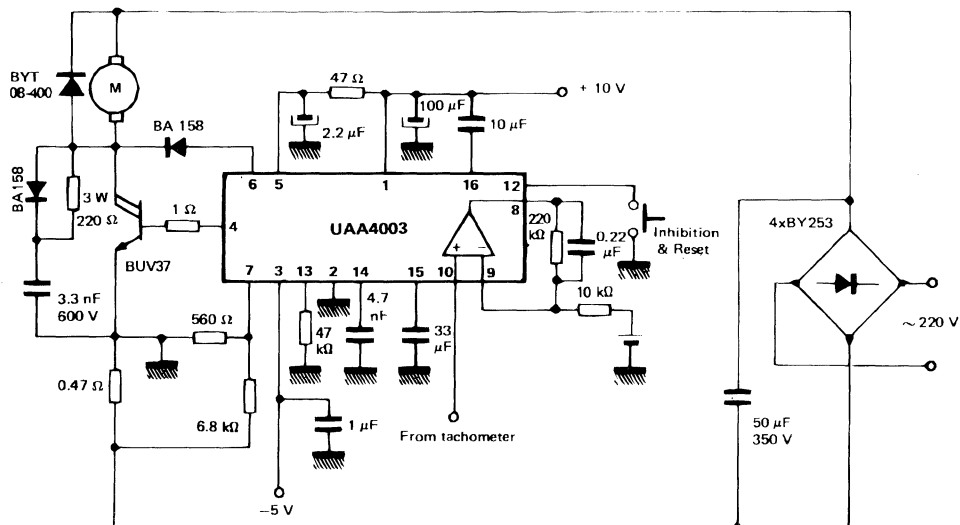 BYT
08-400
M
47 Ω
+ 10 V
100 µF
2.2 µF
10 µF
BA 158
BA158
3 W
220 Ω
1 Ω
BUV37
6
5
1
16
12
8
4
UAA4003
+
−
7
3
13
2
14
15
10
9
220
kΩ
0.22
µF
Inhibition
& Reset
10 kΩ
4xBY253
∼ 220 V
3.3 nF
600 V
560 Ω
47
kΩ
4.7
nF
33
µF
0.47 Ω
6.8 kΩ
1 µF
From tachometer
50 µF
350 V
−5 V